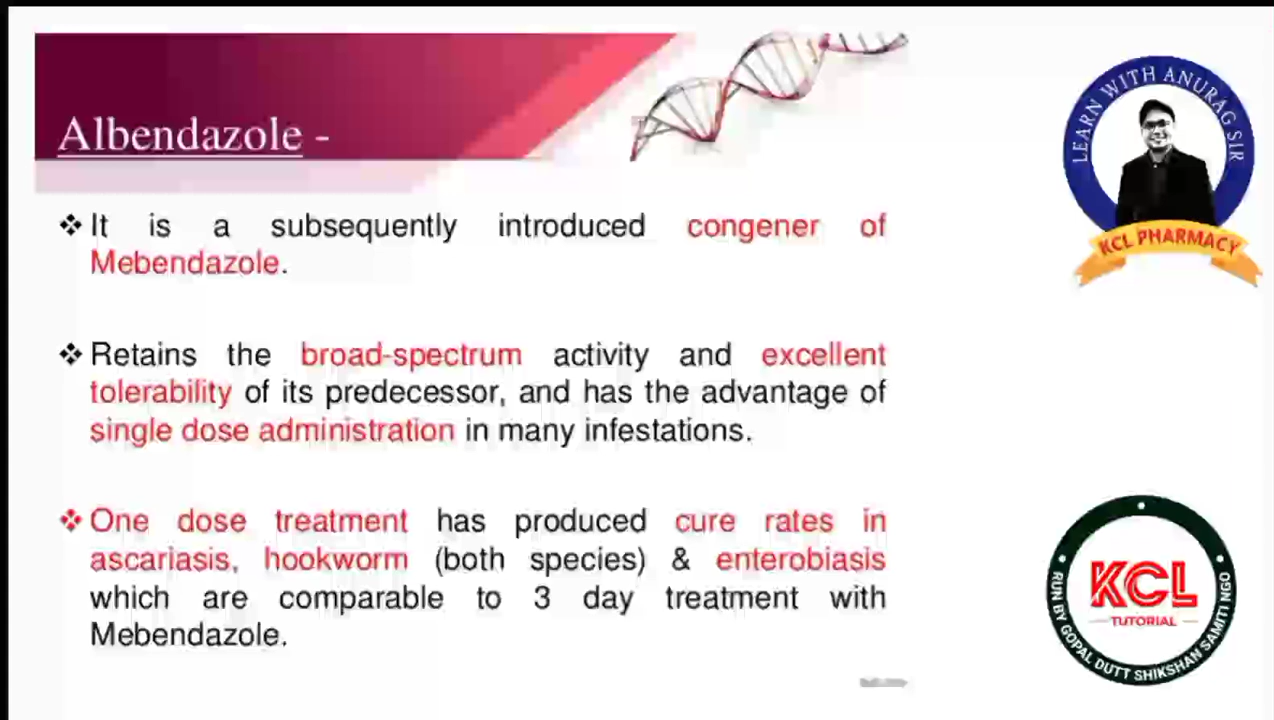 Albendazole -
❖ It is a subsequently introduced congener of
Mebendazole.
❖ Retains the broad-spectrum activity and excellent
tolerability of its predecessor, and has the advantage of
single dose administration in many infestations.
❖ One dose treatment has produced cure rates in
ascariasis, hookworm (both species) & enterobiasis
which are comparable to 3 day treatment with
Mebendazole.
LEARN WITH ANURAG SIR
KCL PHARMACY
KCL
TUTORIAL
RUN BY GOPAL DUTT SHIKSHAN SAMITI NGO